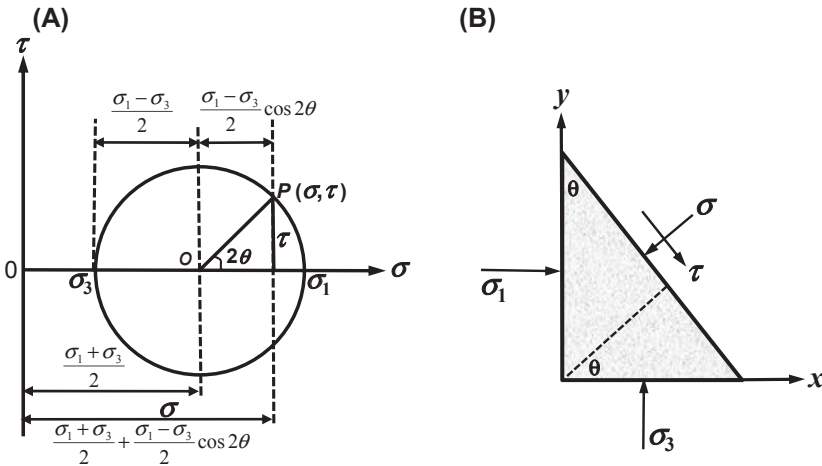 (A)
(B)
τ
(σ₁ − σ₃)/2
(σ₁ − σ₃)/2 cos 2θ
P (σ,τ)
τ
O
2θ
0
σ₃
σ₁
σ
(σ₁ + σ₃)/2
σ
(σ₁ + σ₃)/2 + (σ₁ − σ₃)/2 cos 2θ
y
θ
σ
τ
σ₁
θ
x
σ₃